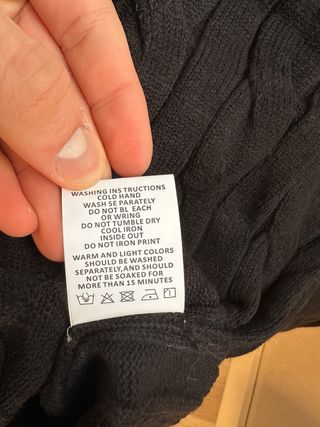 WASHING INS TRUCTIONS
COLD HAND
WASH SE PARATELY
DO NOT BL EACH
OR WRING
DO NOT TUMBLE DRY
COOL IRON
INSIDE OUT
DO NOT IRON PRINT
WARM AND LIGHT COLORS
SHOULD BE WASHED
SEPARATELY,AND SHOULD
NOT BE SOAKED FOR
MORE THAN 15 MINUTES